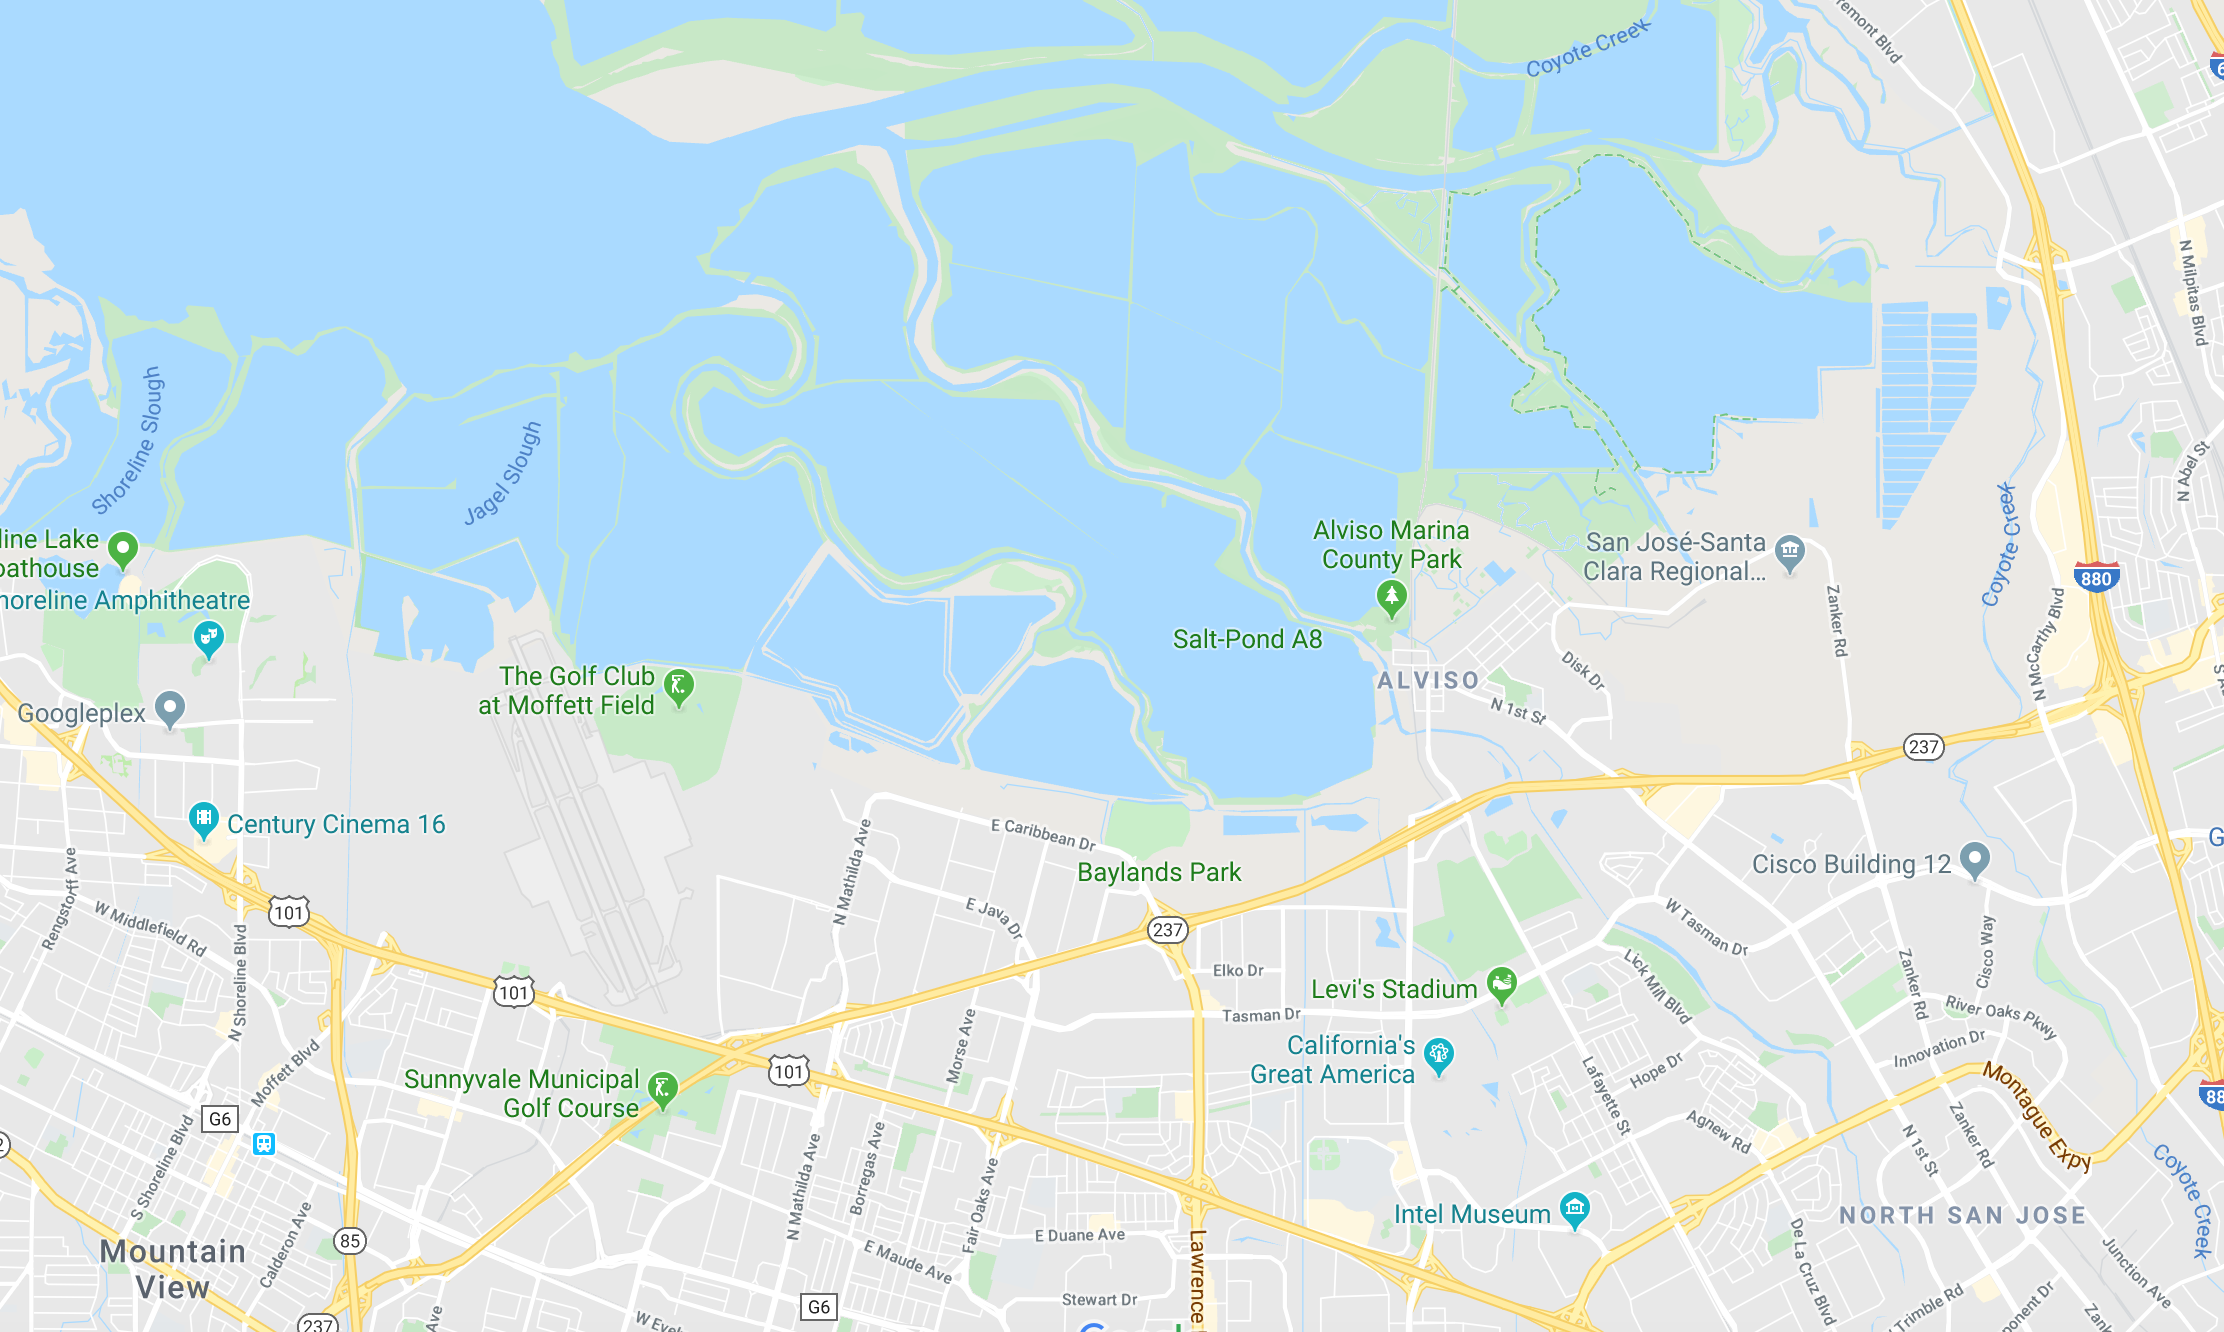 Coyote Creek
remont Blvd
N Milpitas Blvd
Shoreline Slough
Jagel Slough
N Abel St
Coyote Creek
line Lake
oathouse
horeline Amphitheatre
Alviso Marina
County Park
San José-Santa
Clara Regional...
880
Zanker Rd
N McCarthy Blvd
Salt-Pond A8
ALVISO
Disk Dr
N 1st St
The Golf Club
at Moffett Field
Googleplex
237
Century Cinema 16
E Caribbean Dr
N Mathilda Ave
Baylands Park
Cisco Building 12
G
Rengstorff Ave
W Middlefield Rd
101
N Shoreline Blvd
E Java Dr
237
W Tasman Dr
Cisco Way
Zanker Rd
Lick Mill Blvd
101
Elko Dr
Levi's Stadium
Tasman Dr
River Oaks Pkwy
Innovation Dr
Morse Ave
California's
Great America
Moffett Blvd
Sunnyvale Municipal
Golf Course
101
Lafayette St
Hope Dr
Montague Expy
88
G6
S Shoreline Blvd
Agnew Rd
Zanker Rd
N 1st St
N Mathilda Ave
Borregas Ave
Fair Oaks Ave
Coyote Creek
Intel Museum
NORTH SAN JOSE
Mountain
View
85
Calderon Ave
E Maude Ave
E Duane Ave
Lawrence
De La Cruz Blvd
Junction Ave
Stewart Dr
G6
237
Ave
W Eve
Trimble Rd
ponent Dr
Zank